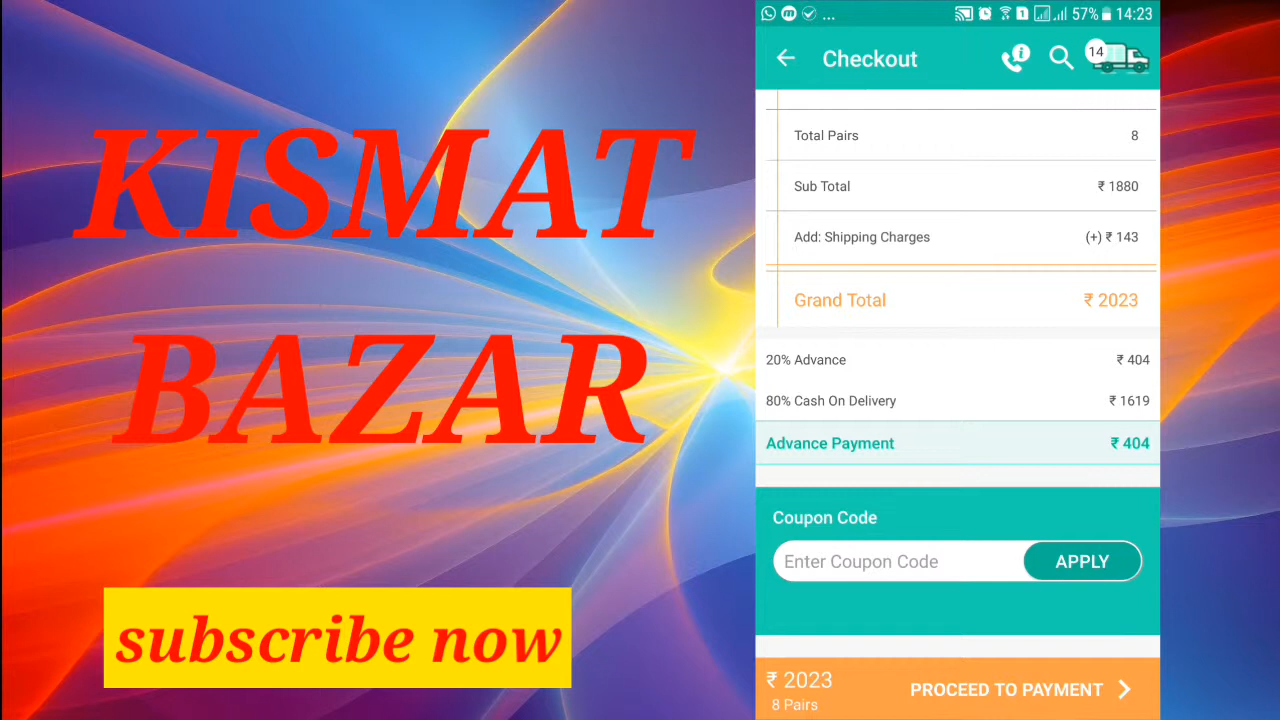 KISMAT
BAZAR
subscribe now
... 1 57% 14:23
Checkout
14
Total Pairs 8
Sub Total ₹ 1880
Add: Shipping Charges (+) ₹ 143
Grand Total ₹ 2023
20% Advance ₹ 404
80% Cash On Delivery ₹ 1619
Advance Payment ₹ 404
Coupon Code
Enter Coupon Code APPLY
₹ 2023
PROCEED TO PAYMENT
8 Pairs